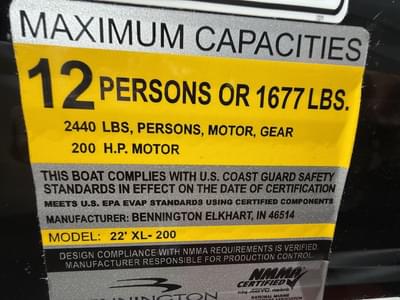 MAXIMUM CAPACITIES
12 PERSONS OR 1677 LBS.
2440 LBS, PERSONS, MOTOR, GEAR
200 H.P. MOTOR
THIS BOAT COMPLIES WITH U.S. COAST GUARD SAFETY
STANDARDS IN EFFECT ON THE DATE OF CERTIFICATION
MEETS U.S. EPA EVAP STANDARDS USING CERTIFIED COMPONENTS
MANUFACTURER: BENNINGTON ELKHART, IN 46514
MODEL: 22' XL- 200
DESIGN COMPLIANCE WITH NMMA REQUIREMENTS IS VERIFIED.
MANUFACTURER RESPONSIBLE FOR PRODUCTION CONTROL.
NMMA
CERTIFIED
NATIONAL MARINE